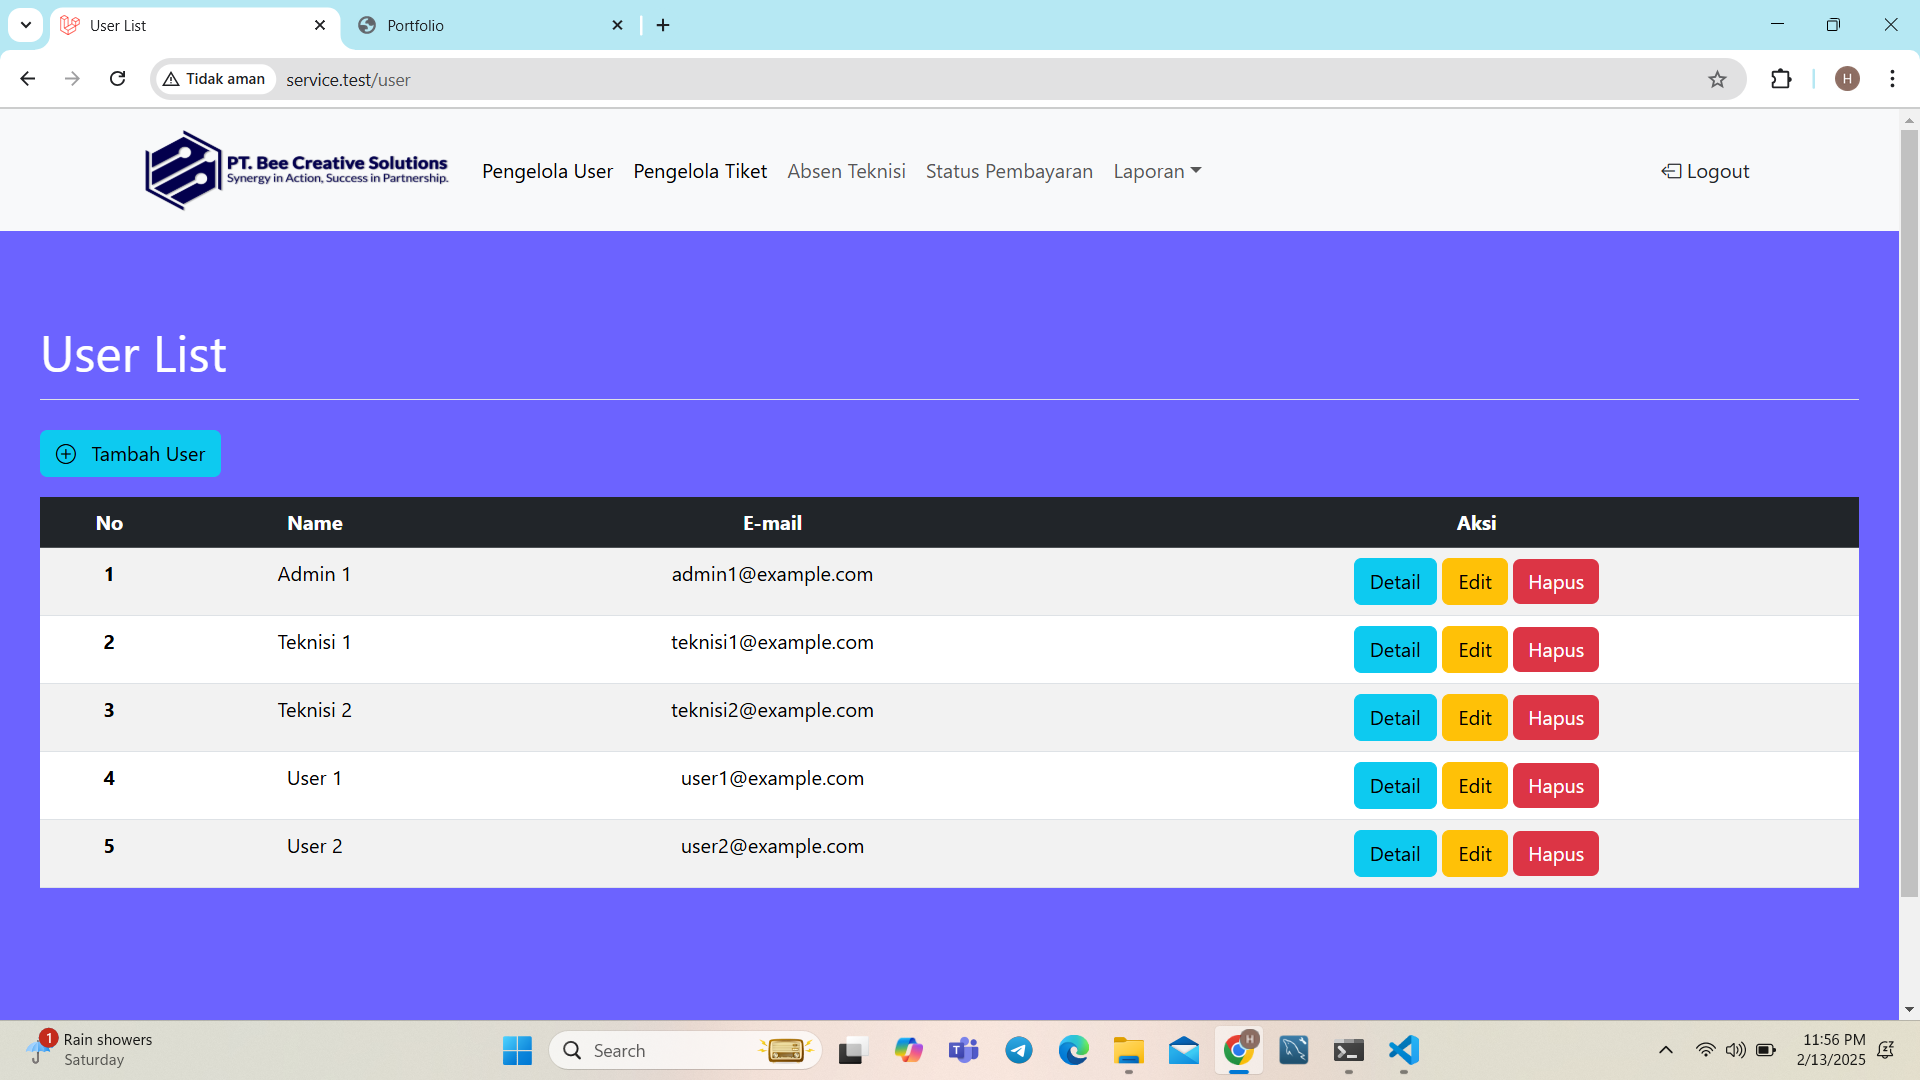 User List
Portfolio
Tidak aman
service.test/user
H
PT. Bee Creative Solutions
Synergy in Action, Success in Partnership.
Pengelola User
Pengelola Tiket
Absen Teknisi
Status Pembayaran
Laporan
Logout
User List
Tambah User
No Name E-mail Aksi
1 Admin 1 admin1@example.com Detail Edit Hapus
2 Teknisi 1 teknisi1@example.com Detail Edit Hapus
3 Teknisi 2 teknisi2@example.com Detail Edit Hapus
4 User 1 user1@example.com Detail Edit Hapus
5 User 2 user2@example.com Detail Edit Hapus
1
Rain showers
Saturday
Search
H
11:56 PM
2/13/2025